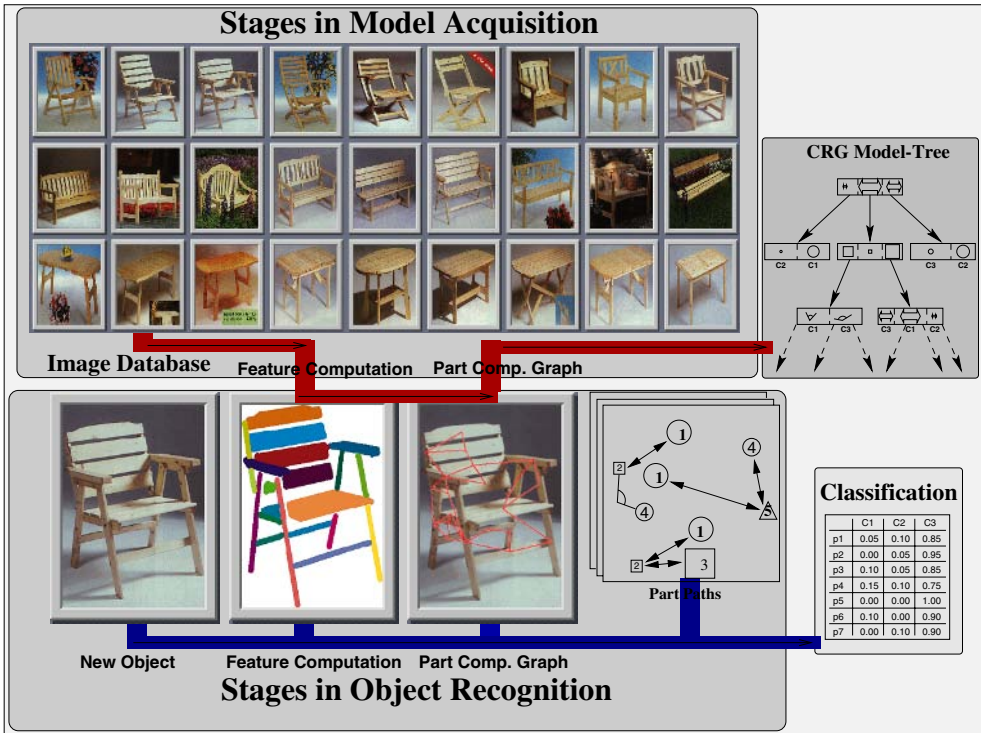 Stages in Model Acquisition
Image Database
Feature Computation
Part Comp. Graph
CRG Model-Tree
C2 C1
C3 C2
C1 C3
C3 C1 C2
1
2
1
4
4
5
1
2
3
Part Paths
New Object
Feature Computation
Part Comp. Graph
Stages in Object Recognition
Classification
C1 C2 C3
p1 0.05 0.10 0.85
p2 0.00 0.05 0.95
p3 0.10 0.05 0.85
p4 0.15 0.10 0.75
p5 0.00 0.00 1.00
p6 0.10 0.00 0.90
p7 0.00 0.10 0.90